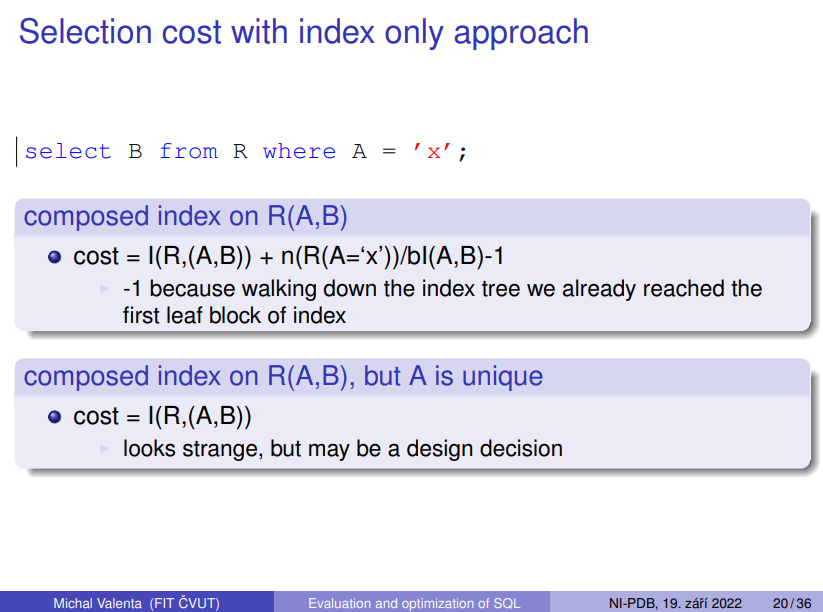 Selection cost with index only approach
select B from R where A = 'x';
composed index on R(A,B)
cost = I(R,(A,B)) + n(R(A=‘x’))/bI(A,B)-1
-1 because walking down the index tree we already reached the
first leaf block of index
composed index on R(A,B), but A is unique
cost = I(R,(A,B))
looks strange, but may be a design decision
Michal Valenta (FIT ČVUT)
Evaluation and optimization of SQL
NI-PDB, 19. září 2022
20/36